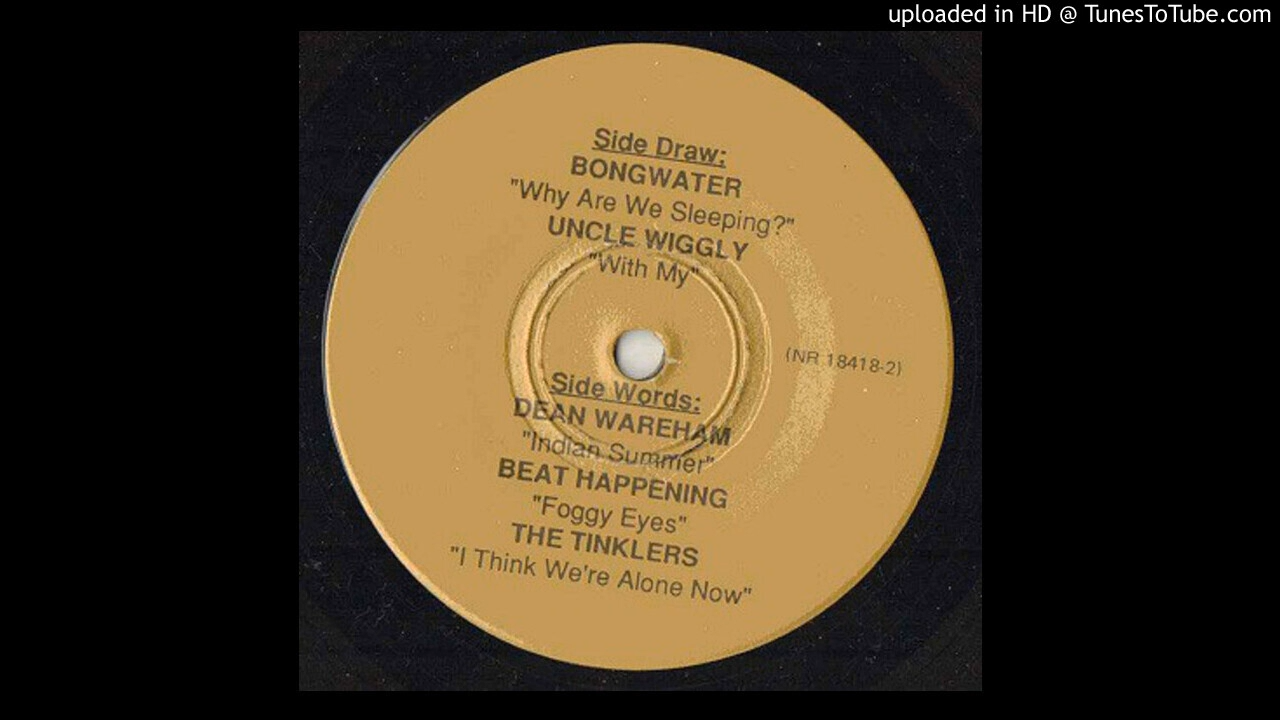 uploaded in HD @ TunesToTube.com
Side Draw:
BONGWATER
"Why Are We Sleeping?"
UNCLE WIGGLY
"With My"
(NR 18418-2)
Side Words:
DEAN WAREHAM
"Indian Summer"
BEAT HAPPENING
"Foggy Eyes"
THE TINKLERS
"I Think We're Alone Now"